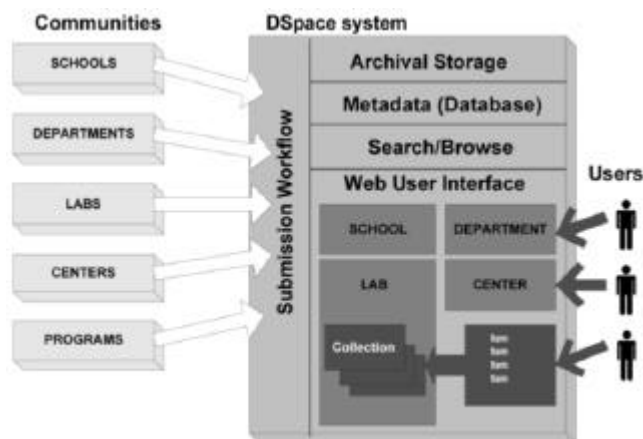 Communities
DSpace system
SCHOOLS
DEPARTMENTS
LABS
CENTERS
PROGRAMS
Submission Workflow
Archival Storage
Metadata (Database)
Search/Browse
Web User Interface
Users
SCHOOL
DEPARTMENT
LAB
CENTER
Collection
Item
Item
Item
Item